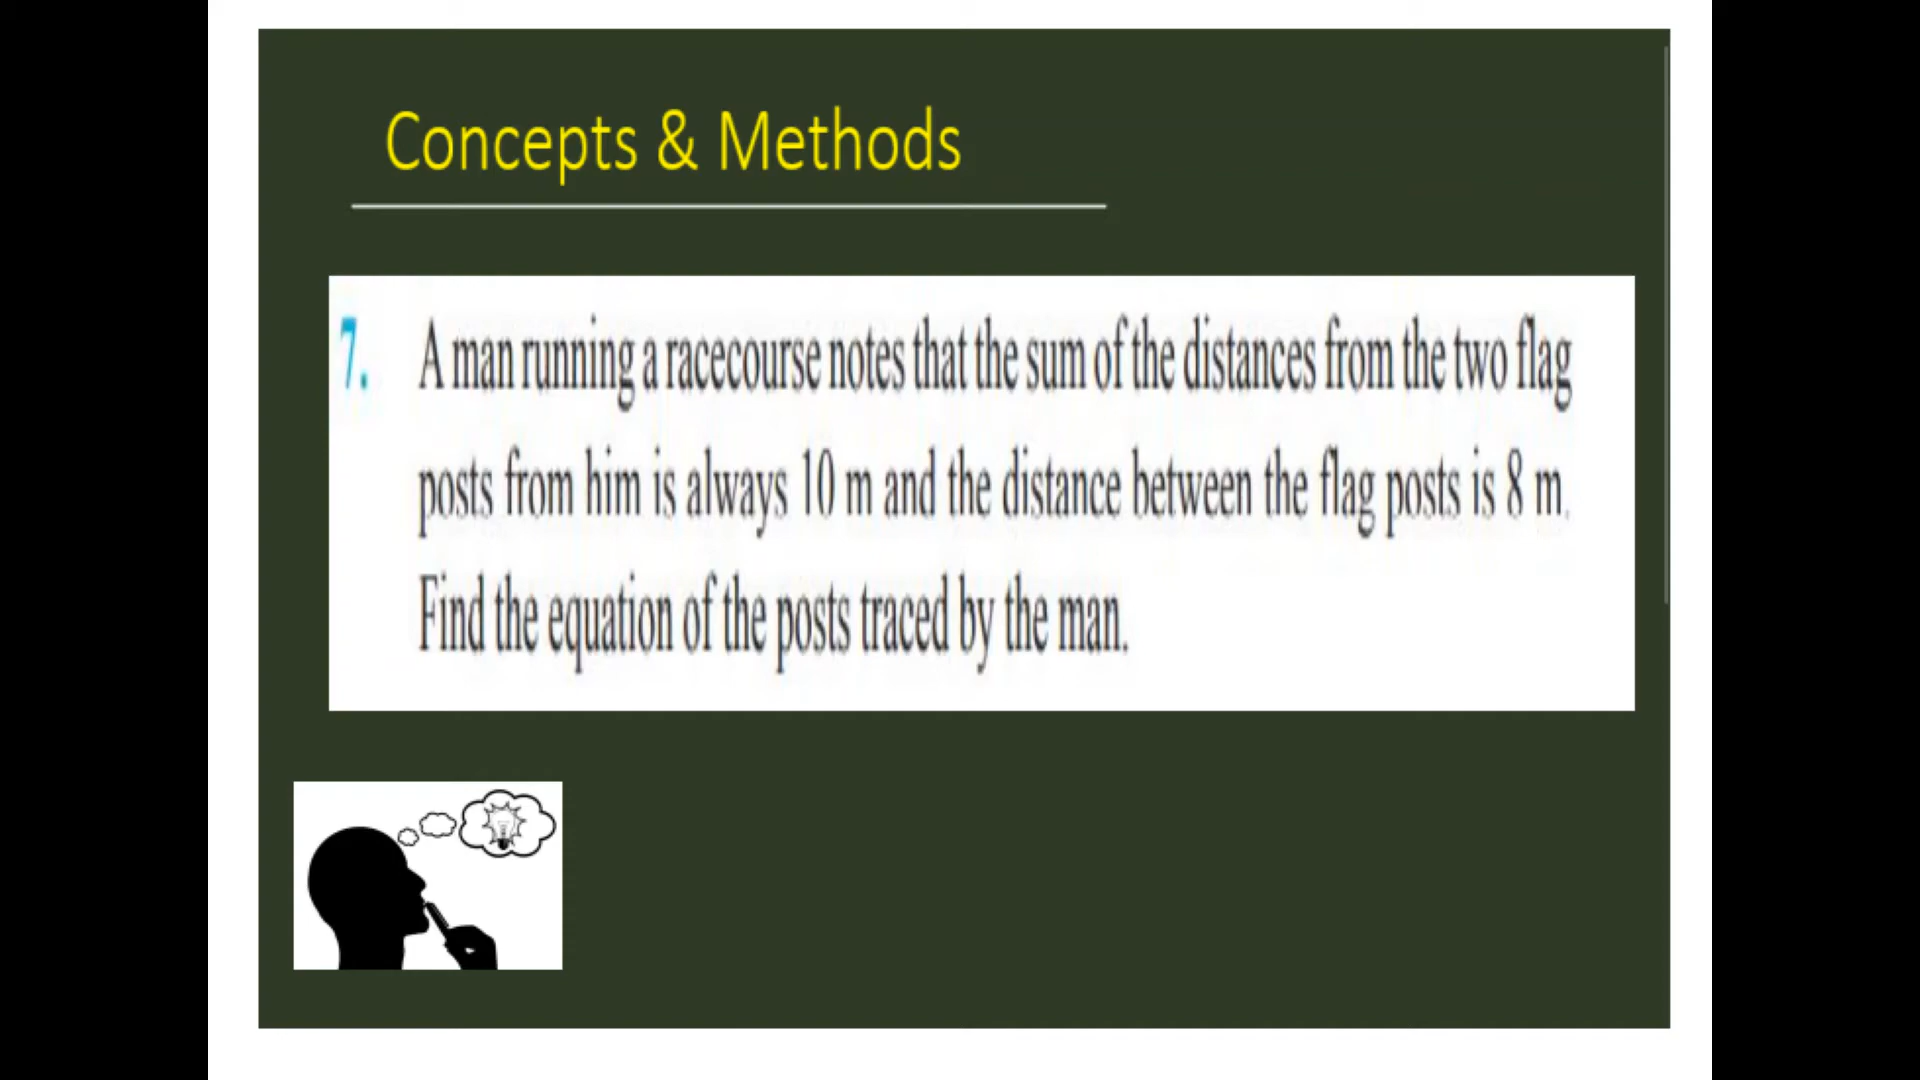 Concepts & Methods
7. A man running a racecourse notes that the sum of the distances from the two flag
posts from him is always 10 m and the distance between the flag posts is 8 m.
Find the equation of the posts traced by the man.